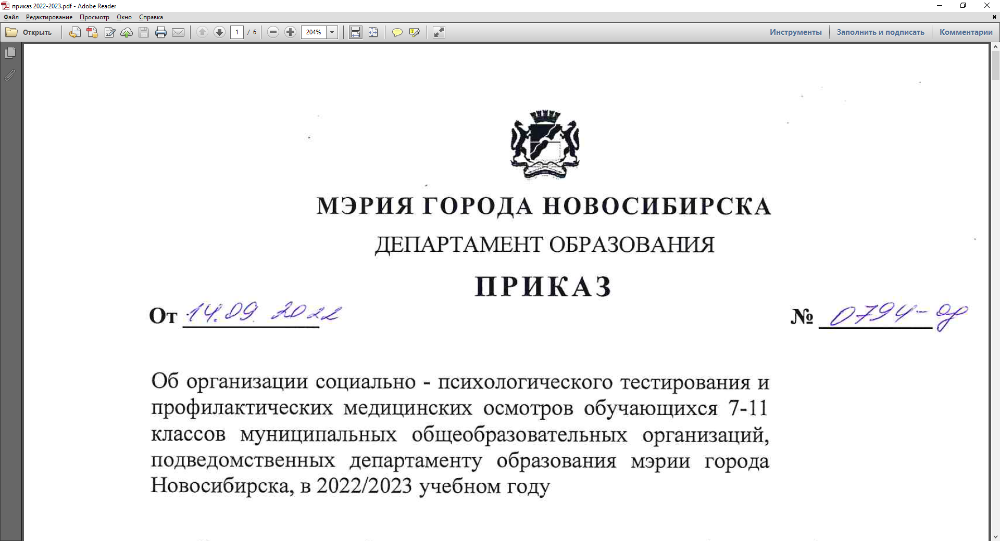 приказ 2022-2023.pdf - Adobe Reader
Файл Редактирование Просмотр Окно Справка
Открыть 1 / 6 204% Инструменты Заполнить и подписать Комментарии
МЭРИЯ ГОРОДА НОВОСИБИРСКА
ДЕПАРТАМЕНТ ОБРАЗОВАНИЯ
ПРИКАЗ
От 14.09.2022 № 0794-од
Об организации социально - психологического тестирования и
профилактических медицинских осмотров обучающихся 7-11
классов муниципальных общеобразовательных организаций,
подведомственных департаменту образования мэрии города
Новосибирска, в 2022/2023 учебном году